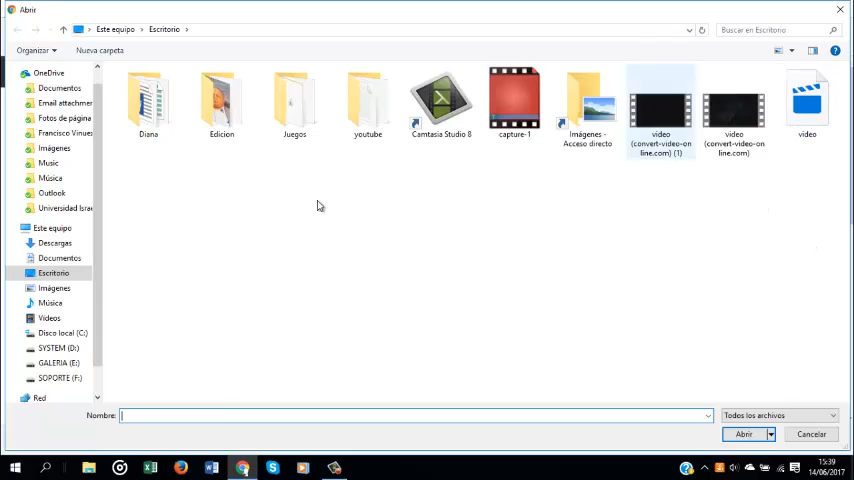 Abrir
Este equipo > Escritorio >
Buscar en Escritorio
Organizar
Nueva carpeta
OneDrive
Documentos
Email attachmer
Fotos de página
Francisco Vinues
Imágenes
Music
Música
Outlook
Universidad Israe
Este equipo
Descargas
Documentos
Escritorio
Imágenes
Música
Vídeos
Disco local (C:)
SYSTEM (D:)
GALERIA (E:)
SOPORTE (F:)
Red
Diana
Edicion
Juegos
youtube
Camtasia Studio 8
capture-1
Imágenes -
Acceso directo
video
(convert-video-on
line.com) (1)
video
(convert-video-on
line.com)
video
Nombre:
Todos los archivos
Abrir
Cancelar
15:39
14/06/2017